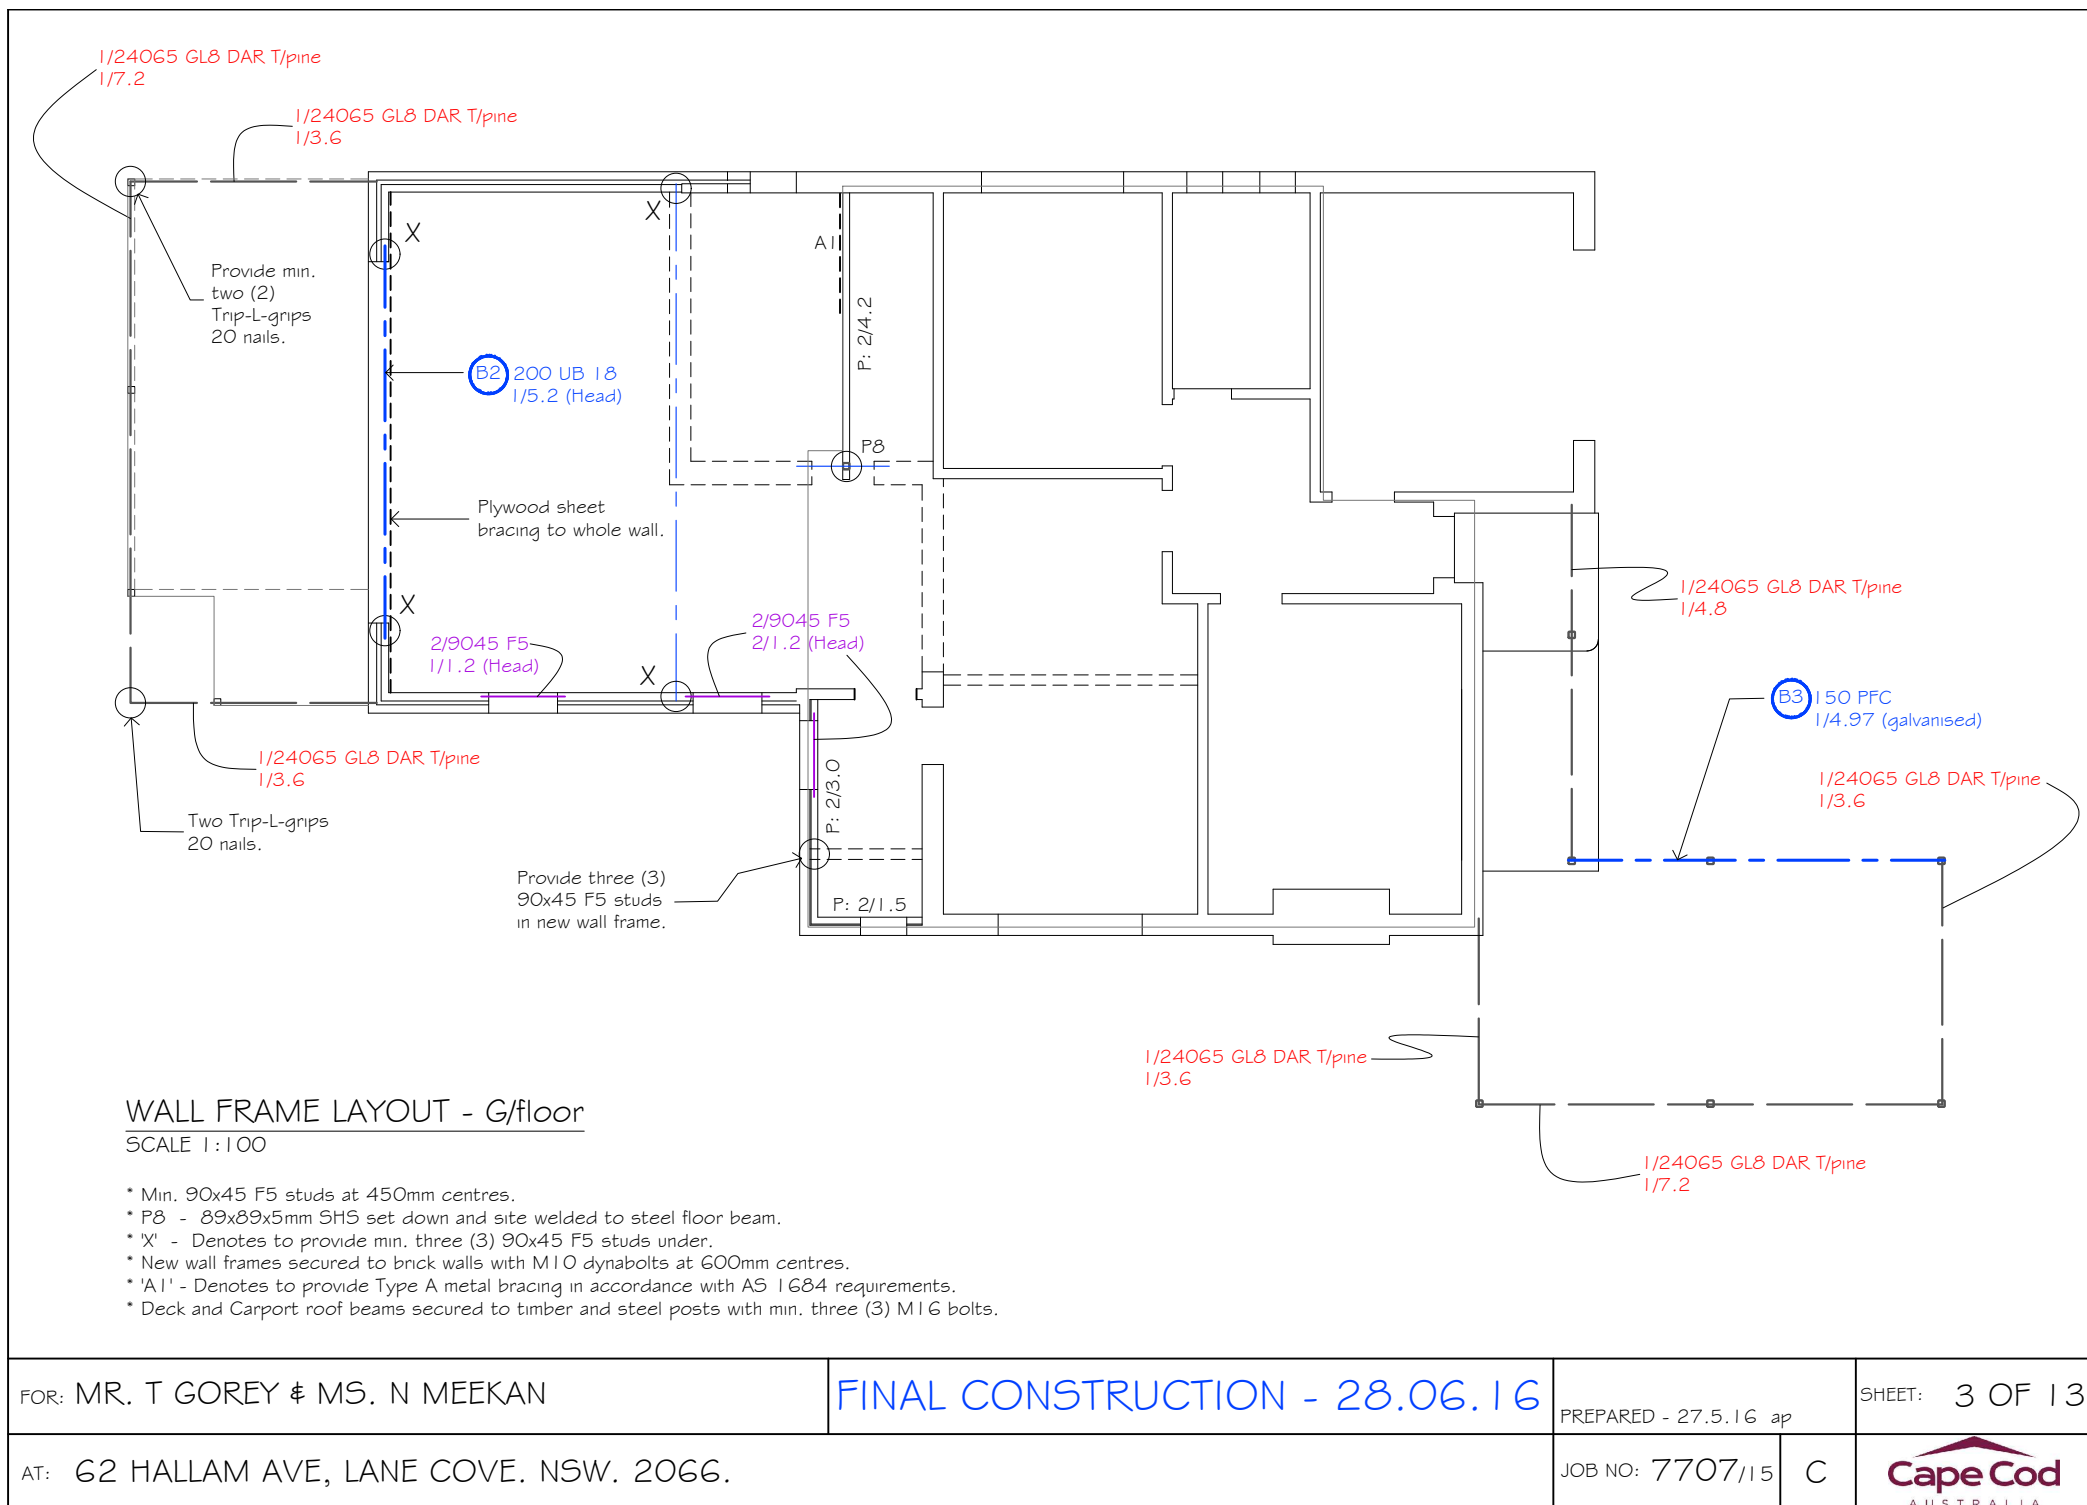 1/24065 GL8 DAR T/pine
1/7.2
1/24065 GL8 DAR T/pine
1/3.6
X
X
A1
Provide min.
two (2)
Trip-L-grips
20 nails.
P: 2/4.2
B2 200 UB 18
1/5.2 (Head)
P8
Plywood sheet
bracing to whole wall.
X
2/9045 F5
1/1.2 (Head)
2/9045 F5
2/1.2 (Head)
X
1/24065 GL8 DAR T/pine
1/4.8
B3 150 PFC
1/4.97 (galvanised)
1/24065 GL8 DAR T/pine
1/3.6
1/24065 GL8 DAR T/pine
1/3.6
Two Trip-L-grips
20 nails.
P: 2/3.0
Provide three (3)
90x45 F5 studs
in new wall frame.
P: 2/1.5
1/24065 GL8 DAR T/pine
1/3.6
1/24065 GL8 DAR T/pine
1/7.2
WALL FRAME LAYOUT - G/floor
SCALE 1:100
* Min. 90x45 F5 studs at 450mm centres.
* P8 - 89x89x5mm SHS set down and site welded to steel floor beam.
* 'X' - Denotes to provide min. three (3) 90x45 F5 studs under.
* New wall frames secured to brick walls with M10 dynabolts at 600mm centres.
* 'A1' - Denotes to provide Type A metal bracing in accordance with AS 1684 requirements.
* Deck and Carport roof beams secured to timber and steel posts with min. three (3) M16 bolts.
FOR: MR. T GOREY & MS. N MEEKAN
FINAL CONSTRUCTION - 28.06.16
PREPARED - 27.5.16 ap
SHEET: 3 OF 13
AT: 62 HALLAM AVE, LANE COVE. NSW. 2066.
JOB NO: 7707/15 C
Cape Cod
AUSTRALIA